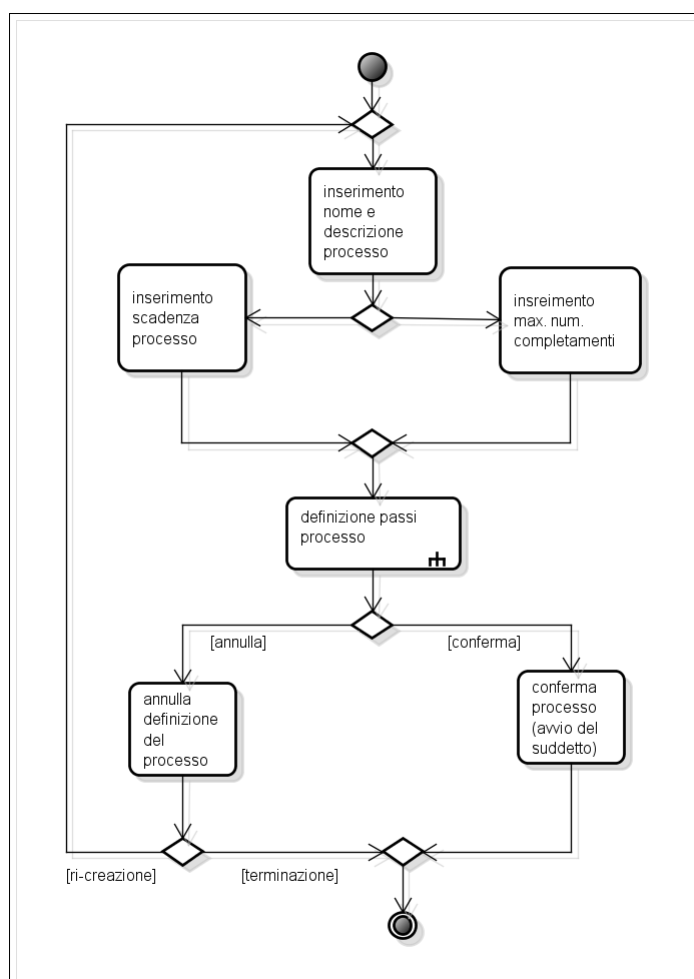 inserimento
nome e
descrizione
processo
inserimento
scadenza
processo
insreimento
max. num.
completamenti
definizione passi
processo
[annulla]
[conferma]
annulla
definizione
del
processo
conferma
processo
(avvio del
suddetto)
[ri-creazione]
[terminazione]